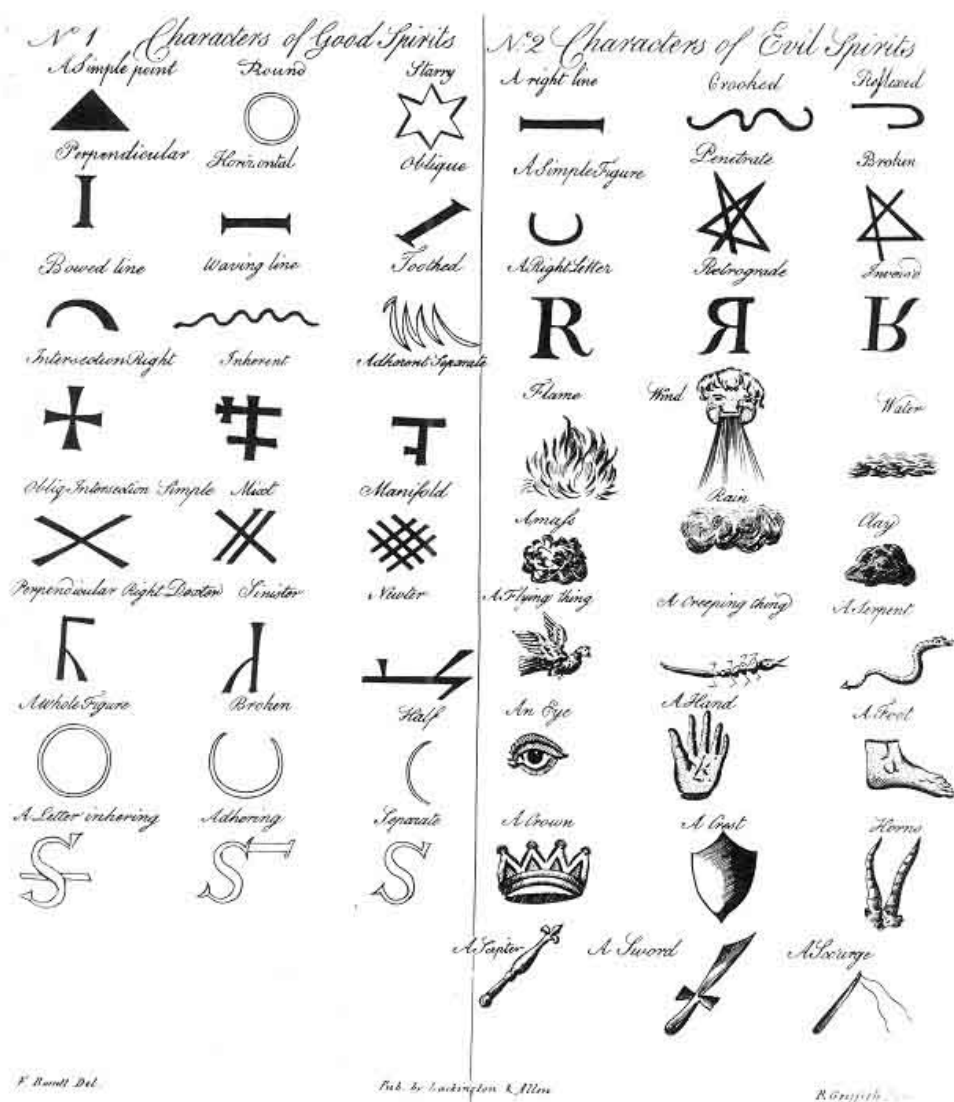 Nº 1 Characters of Good Spirits
A Simple point Round Starry
Perpendicular Horizontal Oblique
Bowed line Waving line Toothed
Intersection Right Inherent Adherent Separate
Obliq Intersection Simple Mixt Manifold
Perpendicular Right Dexter Sinister Newter
A Whole Figure Broken Half
A Letter inhering Adhering Separate
S S S
Nº 2 Characters of Evil Spirits
A right line Crooked Reflexed
A Simple Figure Penetrate Broken
A Right Letter Retrograde
R R R
Flame Wind Water
A mass Rain Clay
A Flying thing A Creeping thing A Serpent
An Eye A Hand A Foot
A Crown A Crest Horns
A Scepter A Sword A Scourge
Del.
Pub. by Lackington & Allen
R. Griffith